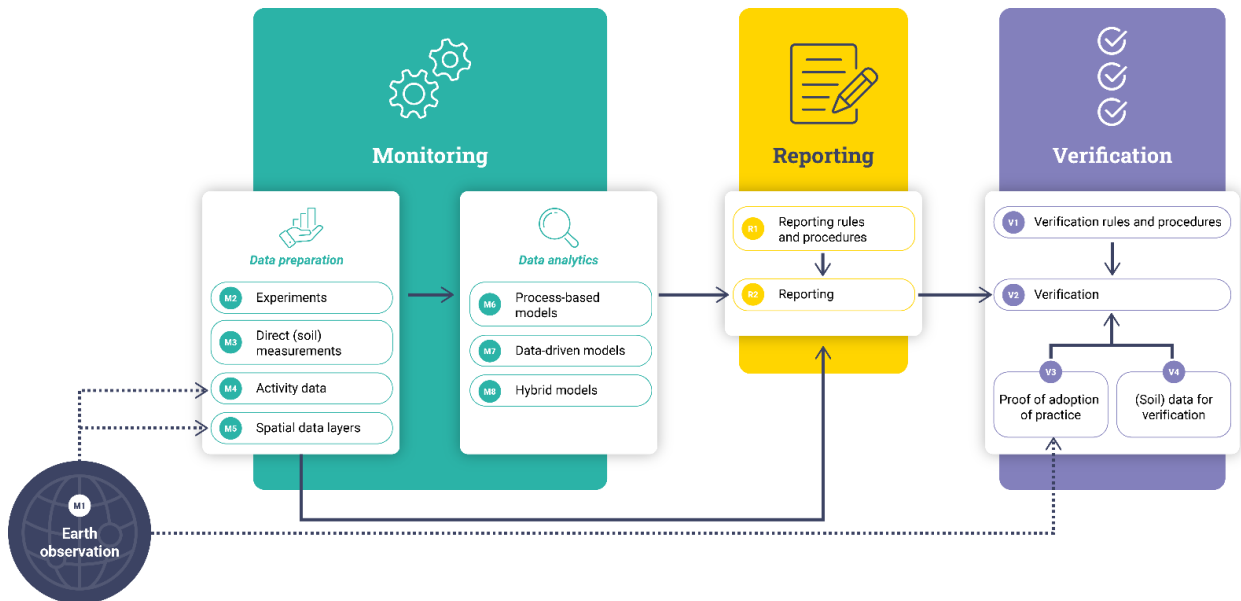 Monitoring
Data preparation
M2 Experiments
M3 Direct (soil)
measurements
M4 Activity data
M5 Spatial data layers
Data analytics
M6 Process-based
models
M7 Data-driven models
M8 Hybrid models
Reporting
R1 Reporting rules
and procedures
R2 Reporting
Verification
V1 Verification rules and procedures
V2 Verification
V3
Proof of adoption
of practice
V4
(Soil) data for
verification
M1
Earth
observation